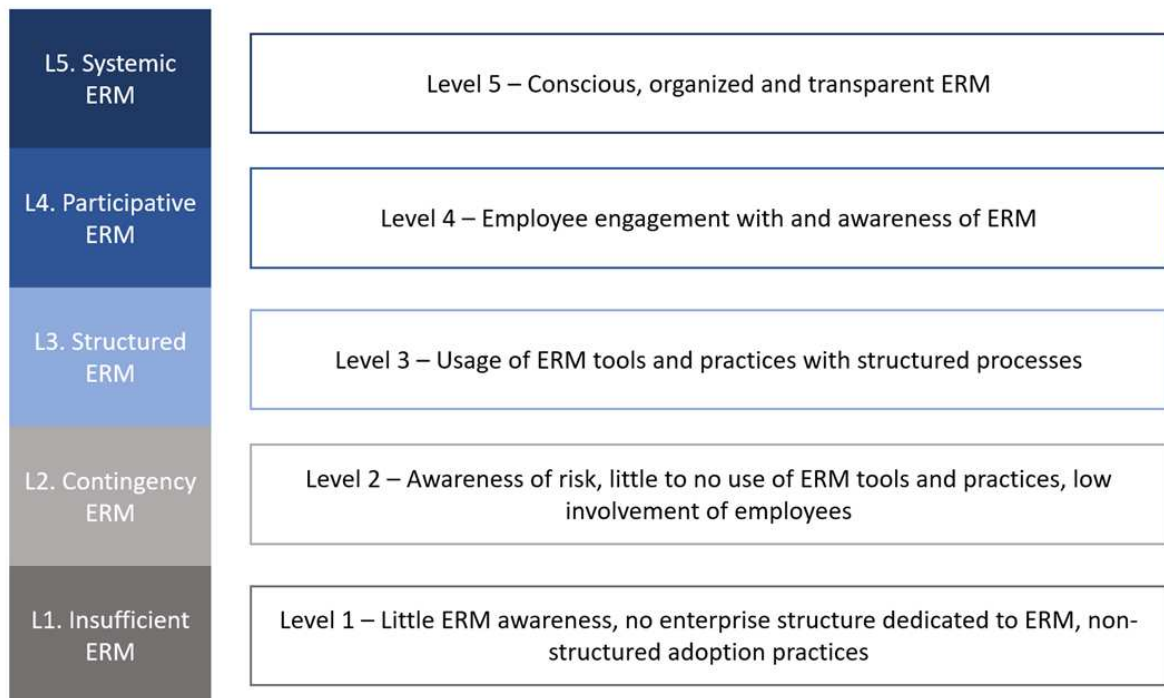 L5. Systemic
ERM
Level 5 – Conscious, organized and transparent ERM
L4. Participative
ERM
Level 4 – Employee engagement with and awareness of ERM
L3. Structured
ERM
Level 3 – Usage of ERM tools and practices with structured processes
L2. Contingency
ERM
Level 2 – Awareness of risk, little to no use of ERM tools and practices, low
involvement of employees
L1. Insufficient
ERM
Level 1 – Little ERM awareness, no enterprise structure dedicated to ERM, non-
structured adoption practices